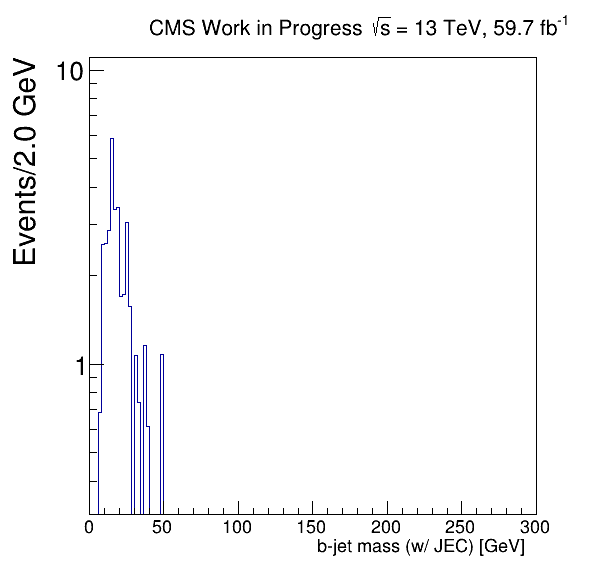 CMS Work in Progress √s = 13 TeV, 59.7 fb⁻¹
Events/2.0 GeV
10
1
0 50 100 150 200 250 300
b-jet mass (w/ JEC) [GeV]